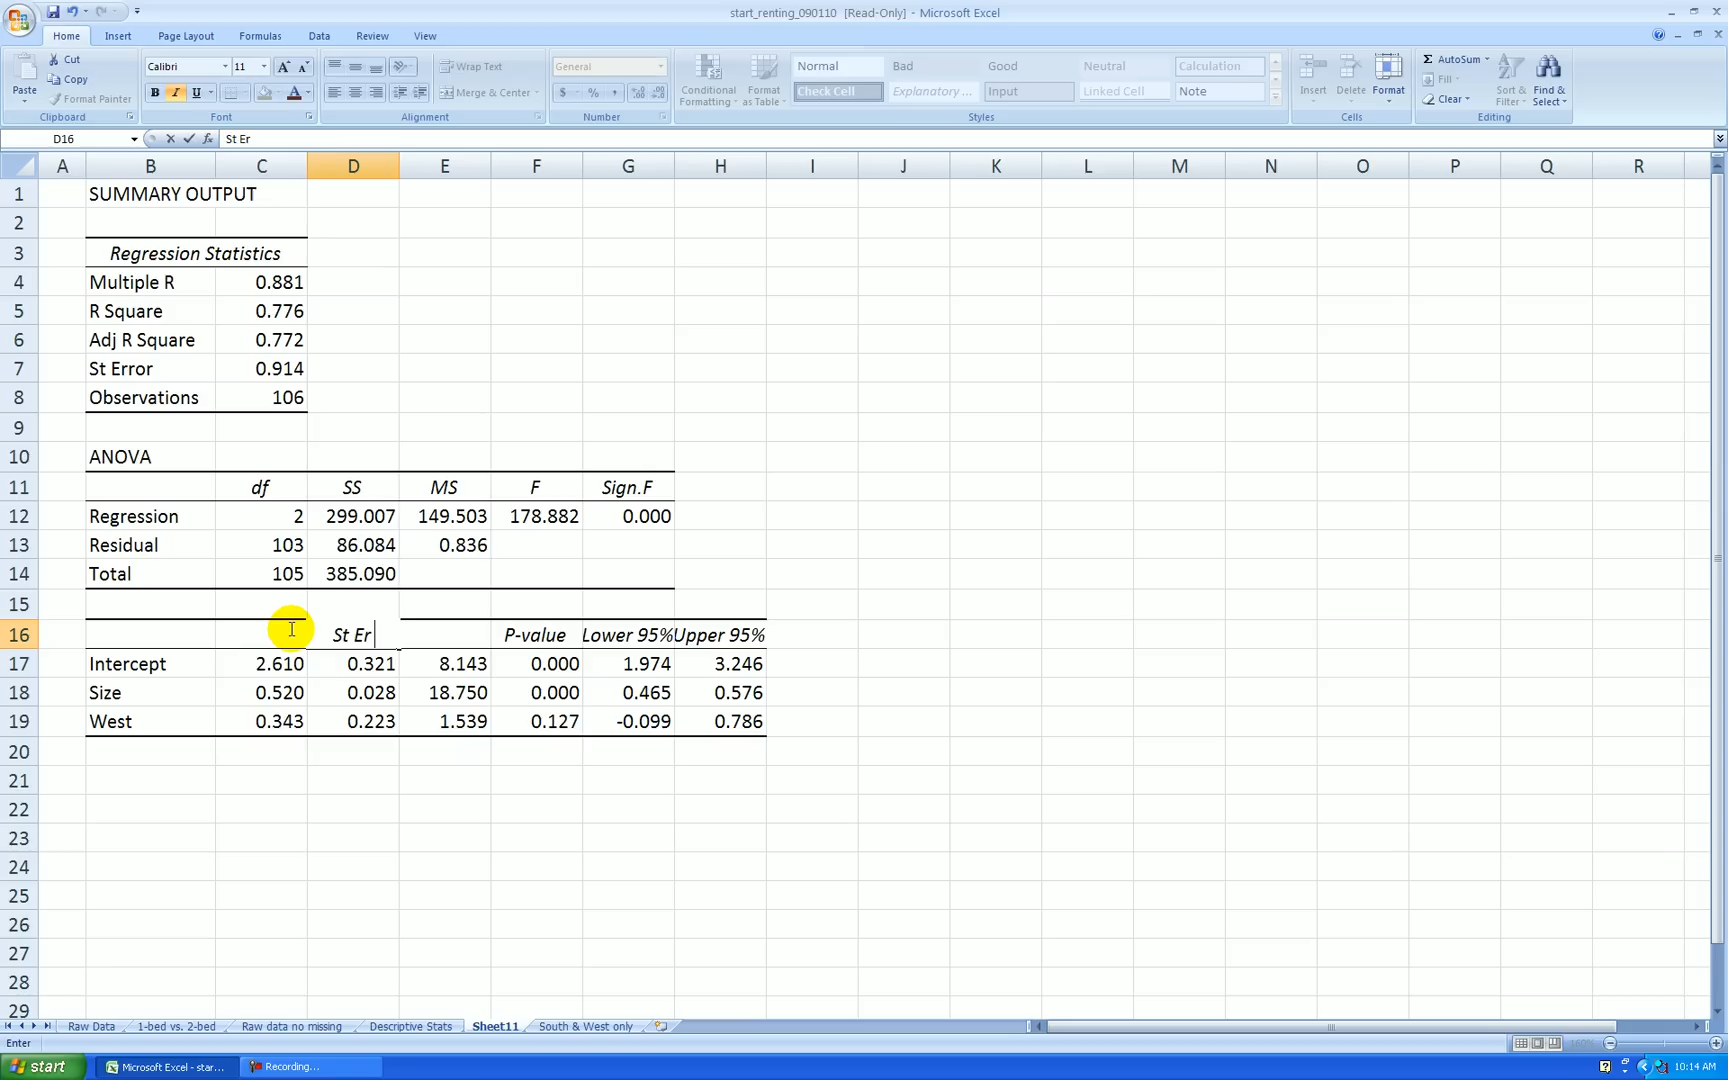 start_renting_090110 [Read-Only] - Microsoft Excel
Home Insert Page Layout Formulas Data Review View
Paste Cut Copy Format Painter Clipboard
Calibri 11 B I U Font
Wrap Text Merge & Center Alignment
General $ % , Number
Conditional Formatting Format as Table
Normal Bad Good Neutral Calculation
Check Cell Explanatory ... Input Linked Cell Note
Styles
Insert Delete Format Cells
Σ AutoSum Fill Clear Sort & Filter Find & Select Editing
D16 fx St Er
A B C D E F G H I J K L M N O P Q R
1 SUMMARY OUTPUT
2
3 Regression Statistics
4 Multiple R 0.881
5 R Square 0.776
6 Adj R Square 0.772
7 St Error 0.914
8 Observations 106
9
10 ANOVA
11 df SS MS F Sign.F
12 Regression 2 299.007 149.503 178.882 0.000
13 Residual 103 86.084 0.836
14 Total 105 385.090
15
16 St Er P-value Lower 95% Upper 95%
17 Intercept 2.610 0.321 8.143 0.000 1.974 3.246
18 Size 0.520 0.028 18.750 0.000 0.465 0.576
19 West 0.343 0.223 1.539 0.127 -0.099 0.786
20
21
22
23
24
25
26
27
28
29
Raw Data 1-bed vs. 2-bed Raw data no missing Descriptive Stats Sheet11 South & West only
Enter
start Microsoft Excel - star... Recording... 10:14 AM